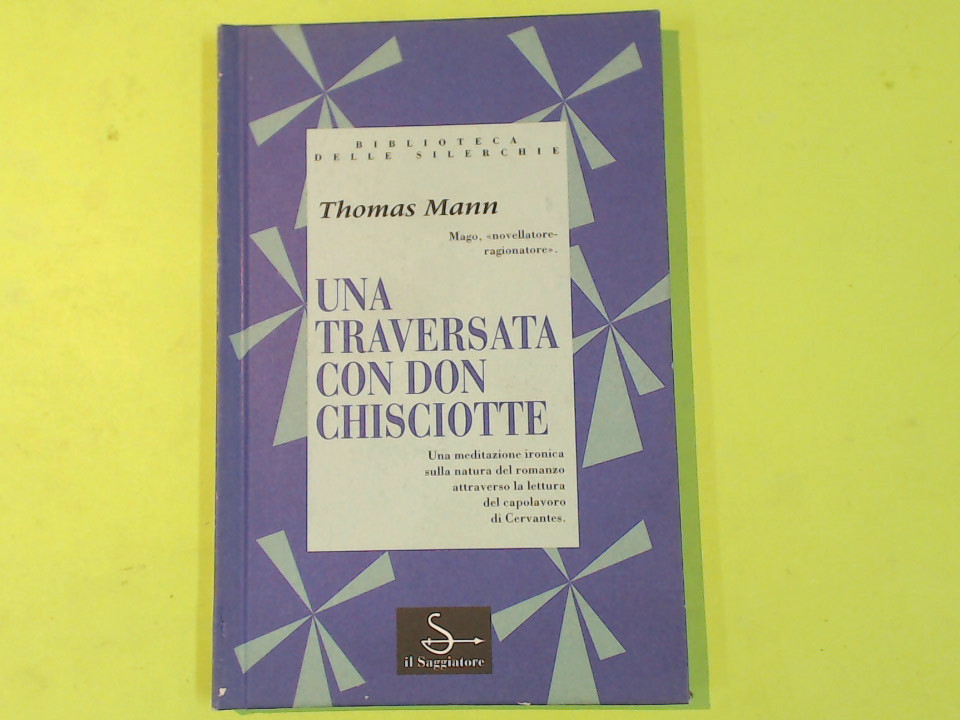 BIBLIOTECA
DELLE SILERCHIE
Thomas Mann
Mago, «novellatore-
ragionatore».
UNA
TRAVERSATA
CON DON
CHISCIOTTE
Una meditazione ironica
sulla natura del romanzo
attraverso la lettura
del capolavoro
di Cervantes.
il Saggiatore